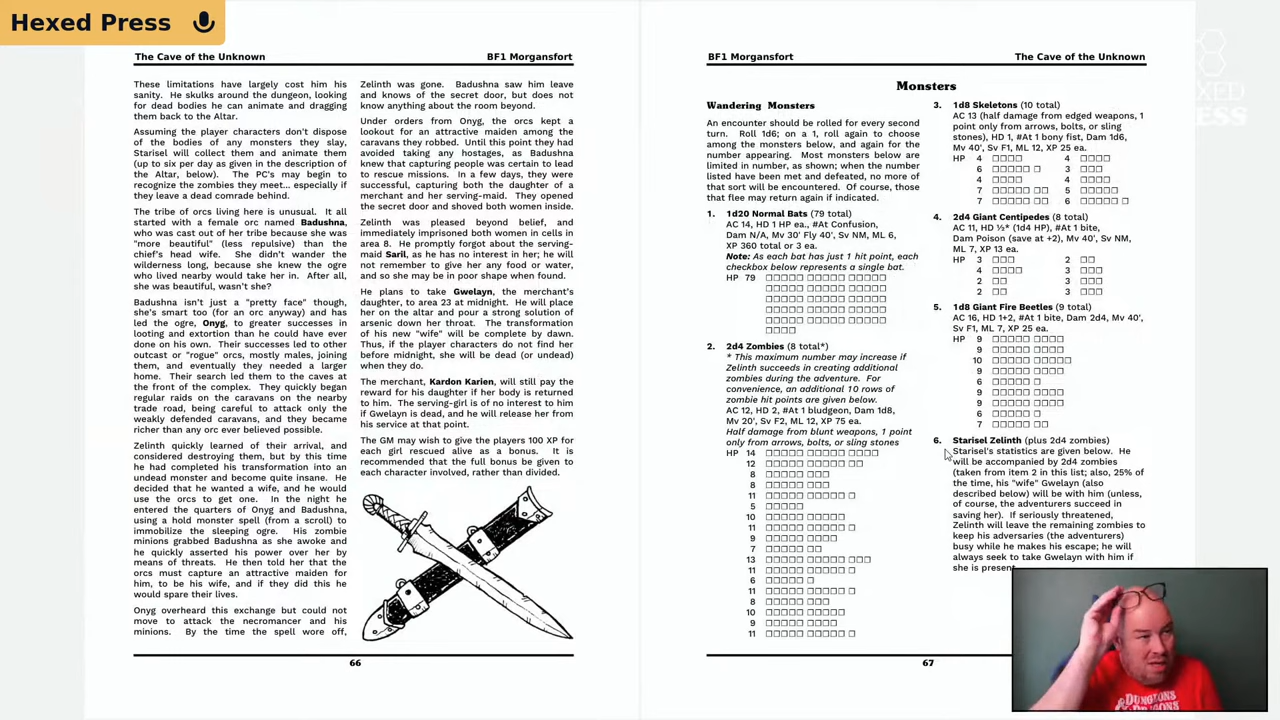 Hexed Press
The Cave of the Unknown
BF1 Morgansfort
These limitations have largely cost him his
sanity. He skulks around the dungeon, looking
for dead bodies he can animate and dragging
them back to the Altar.
Assuming the player characters don't dispose
of the bodies of any monsters they slay,
Starisel will collect them and animate them
(up to six per day as given in the description of
the Altar, below). The PC's may begin to
recognize the zombies they meet... especially if
they leave a dead comrade behind.
The tribe of orcs living here is unusual. It all
started with a female orc named Badushna,
who was cast out of her tribe because she was
"more beautiful" (less repulsive) than the
chief's head wife. She didn't wander the
wilderness long, because she knew the ogre
who lived nearby would take her in. After all,
she was beautiful, wasn't she?
Badushna isn't just a "pretty face" though,
she's smart too (for an orc anyway) and has
led the ogre, Onyg, to greater successes in
looting and extortion than he could have ever
done on his own. Their successes led to other
outcast or "rogue" orcs, mostly males, joining
them, and eventually they needed a larger
home. Their search led them to the caves at
the front of the complex. They quickly began
regular raids on the caravans on the nearby
trade road, being careful to attack only the
weakly defended caravans, and they became
richer than any orc ever believed possible.
Zelinth quickly learned of their arrival, and
considered destroying them, but by this time
he had completed his transformation into an
undead monster and become quite insane. He
decided that he wanted a wife, and he would
use the orcs to get one. In the night he
entered the quarters of Onyg and Badushna,
using a hold monster spell (from a scroll) to
immobilize the sleeping ogre. His zombie
minions grabbed Badushna as she awoke and
he quickly asserted his power over her by
means of threats. He then told her that the
orcs must capture an attractive maiden for
him, to be his wife, and if they did this he
would spare their lives.
Onyg overheard this exchange but could not
move to attack the necromancer and his
minions. By the time the spell wore off,
Zelinth was gone. Badushna saw him leave
and knows of the secret door, but does not
know anything about the room beyond.
Under orders from Onyg, the orcs kept a
lookout for an attractive maiden among the
caravans they robbed. Until this point they had
avoided taking any hostages, as Badushna
knew that capturing people was certain to lead
to rescue missions. In a few days, they were
successful, capturing both the daughter of a
merchant and her serving-maid. They opened
the secret door and shoved both women inside.
Zelinth was pleased beyond belief, and
immediately imprisoned both women in cells in
area 8. He promptly forgot about the serving-
maid Saril, as he has no interest in her; he will
not remember to give her any food or water,
and so she may be in poor shape when found.
He plans to take Gwelayn, the merchant's
daughter, to area 23 at midnight. He will place
her on the altar and pour a strong solution of
arsenic down her throat. The transformation
of his new "wife" will be complete by dawn.
Thus, if the player characters do not find her
before midnight, she will be dead (or undead)
when they do.
The merchant, Kardon Karien, will still pay the
reward for his daughter if her body is returned
to him. The serving-girl is of no interest to him
if Gwelayn is dead, and he will release her from
his service at that point.
The GM may wish to give the players 100 XP for
each girl rescued alive as a bonus. It is
recommended that the full bonus be given to
each character involved, rather than divided.
66
BF1 Morgansfort
The Cave of the Unknown
Monsters
Wandering Monsters
An encounter should be rolled for every second
turn. Roll 1d6; on a 1, roll again to choose
among the monsters below, and again for the
number appearing. Most monsters below are
limited in number, as shown; when the number
listed have been met and defeated, no more of
that sort will be encountered. Of course, those
that flee may return again if indicated.
1. 1d20 Normal Bats (79 total)
AC 14, HD 1 HP ea., #At Confusion,
Dam N/A, Mv 30' Fly 40', Sv NM, ML 6,
XP 360 total or 3 ea.
Note: As each bat has just 1 hit point, each
checkbox below represents a single bat.
HP 79
2. 2d4 Zombies (8 total*)
* This maximum number may increase if
Zelinth succeeds in creating additional
zombies during the adventure. For
convenience, an additional 10 rows of
zombie hit points are given below.
AC 12, HD 2, #At 1 bludgeon, Dam 1d8,
Mv 20', Sv F2, ML 12, XP 75 ea.
Half damage from blunt weapons, 1 point
only from arrows, bolts, or sling stones
HP 14
12
8
8
11
5
10
11
9
7
13
11
6
11
8
10
9
11
3. 1d8 Skeletons (10 total)
AC 13 (half damage from edged weapons, 1
point only from arrows, bolts, or sling
stones), HD 1, #At 1 bony fist, Dam 1d6,
Mv 40', Sv F1, ML 12, XP 25 ea.
HP 4 4
6 3
4 4
7 5
7 6
4. 2d4 Giant Centipedes (8 total)
AC 11, HD ½* (1d4 HP), #At 1 bite,
Dam Poison (save at +2), Mv 40', Sv NM,
ML 7, XP 13 ea.
HP 3 2
4 3
2 3
2 3
5. 1d8 Giant Fire Beetles (9 total)
AC 16, HD 1+2, #At 1 bite, Dam 2d4, Mv 40',
Sv F1, ML 7, XP 25 ea.
HP 9
9
10
9
6
9
9
6
7
6. Starisel Zelinth (plus 2d4 zombies)
Starisel's statistics are given below. He
will be accompanied by 2d4 zombies
(taken from item 2 in this list; also, 25% of
the time, his "wife" Gwelayn (also
described below) will be with him (unless,
of course, the adventurers succeed in
saving her). If seriously threatened,
Zelinth will leave the remaining zombies to
keep his adversaries (the adventurers)
busy while he makes his escape; he will
always seek to take Gwelayn with him if
she is present.
67
DUNGEONS